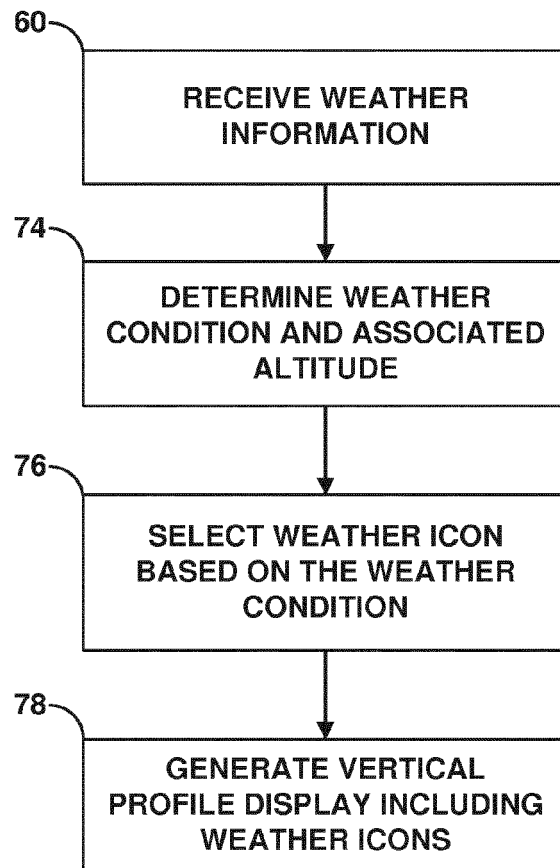 60
RECEIVE WEATHER
INFORMATION
74
DETERMINE WEATHER
CONDITION AND ASSOCIATED
ALTITUDE
76
SELECT WEATHER ICON
BASED ON THE WEATHER
CONDITION
78
GENERATE VERTICAL
PROFILE DISPLAY INCLUDING
WEATHER ICONS